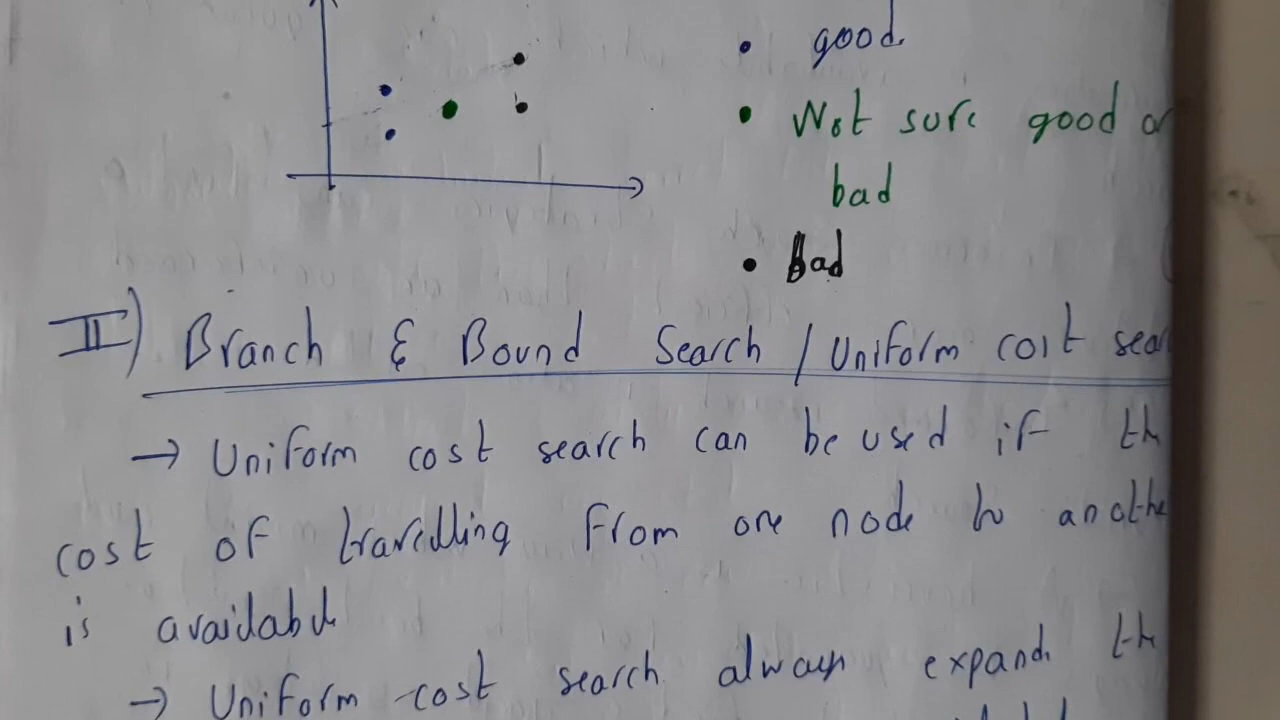 good
Not sure good or
bad
bad
II) Branch & Bound Search / Uniform cost sear
→ Uniform cost search can be used if th
cost of travelling from one node to anothe
is available
→ Uniform cost search always expand th